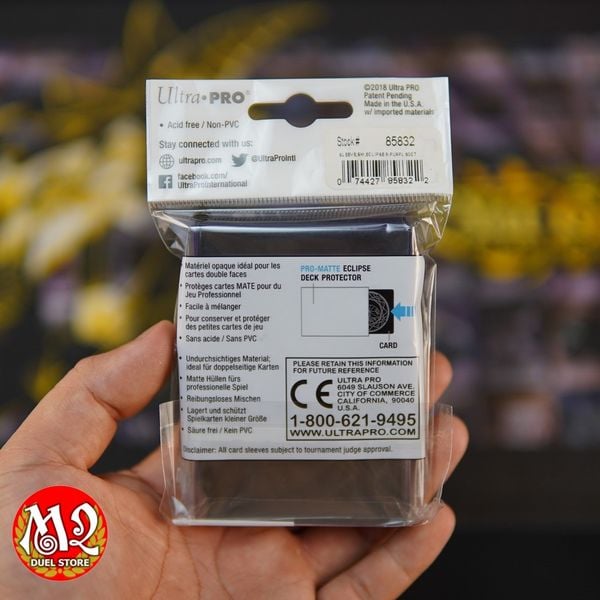 Ultra•PRO®
• Acid free / Non-PVC
Stay connected with us:
ultrapro.com @UltraProIntl
facebook.com/
UltraProInternational
©2018 Ultra PRO
Patent Pending
Made in the U.S.A.
w/ imported materials
Stock# 85832
0 74427 85832 2
Matériel opaque idéal pour les
cartes double faces
• Protèges cartes MATE pour du
Jeu Professionnel
• Facile à mélanger
• Pour conserver et protéger
des petites cartes de jeu
• Sans acide / Sans PVC
• Undurchsichtiges Material;
ideal für doppelseitige Karten
• Matte Hüllen fürs
professionelle Spiel
• Reibungsloses Mischen
• Lagert und schützt
Spielkarten kleiner Größe
• Säure frei / Kein PVC
PRO-MATTE ECLIPSE
DECK PROTECTOR
CARD
PLEASE RETAIN THIS INFORMATION
FOR FUTURE REFERENCE
CE
ULTRA PRO
6049 SLAUSON AVE.
CITY OF COMMERCE
CALIFORNIA, 90040
U.S.A.
1-800-621-9495
WWW.ULTRAPRO.COM
Disclaimer: All card sleeves subject to tournament judge approval.
M2
DUEL STORE